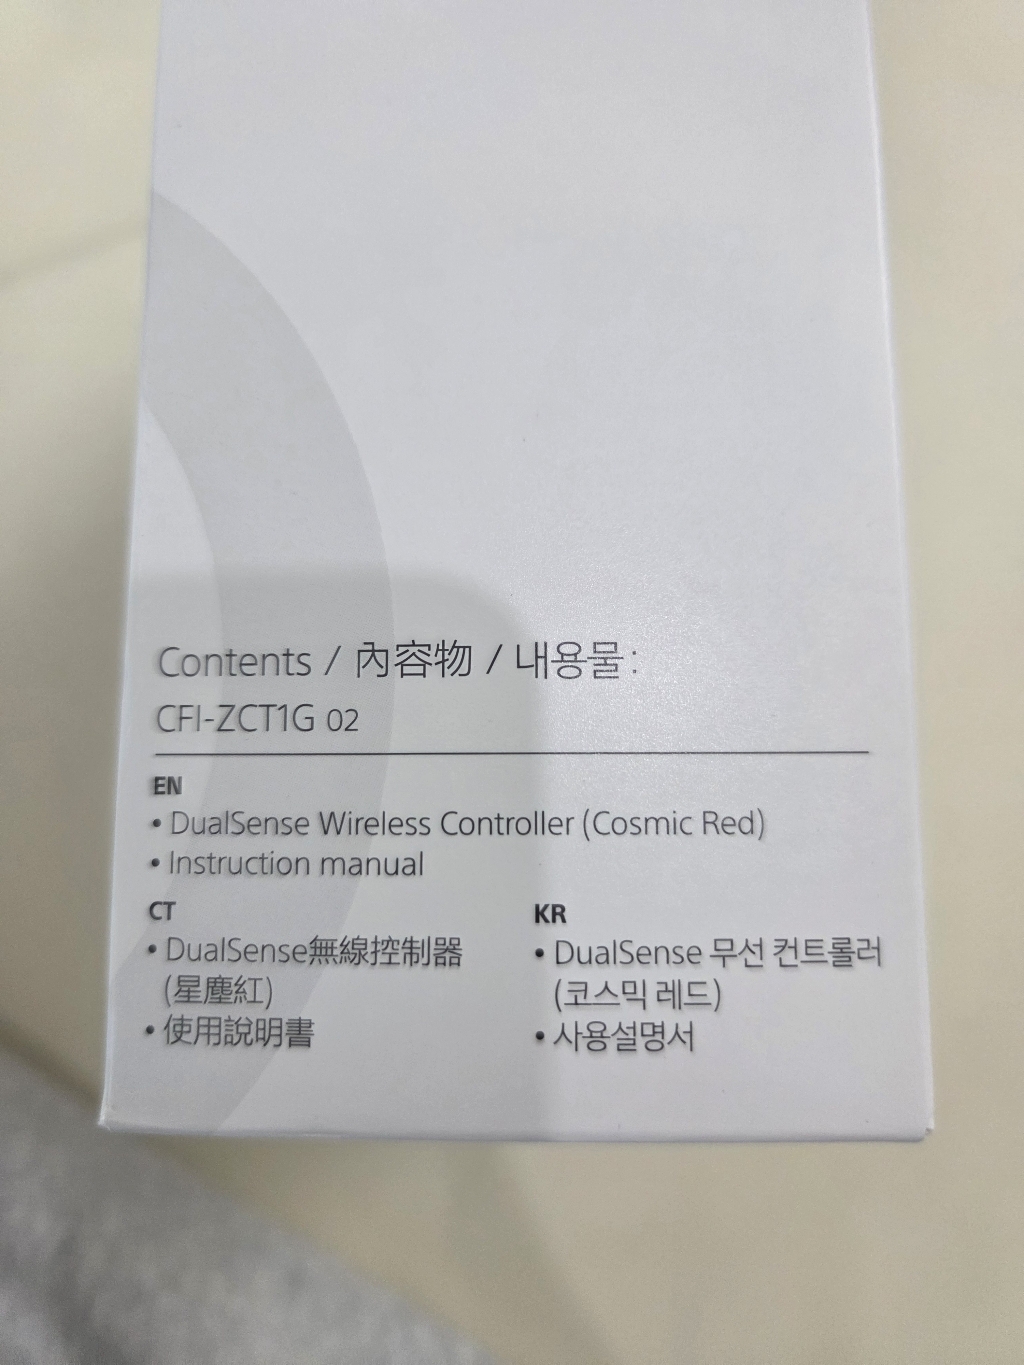 Contents / 內容物 / 내용물:
CFI-ZCT1G 02
EN
• DualSense Wireless Controller (Cosmic Red)
• Instruction manual
CT
• DualSense無線控制器
(星塵紅)
• 使用說明書
KR
• DualSense 무선 컨트롤러
(코스믹 레드)
• 사용설명서